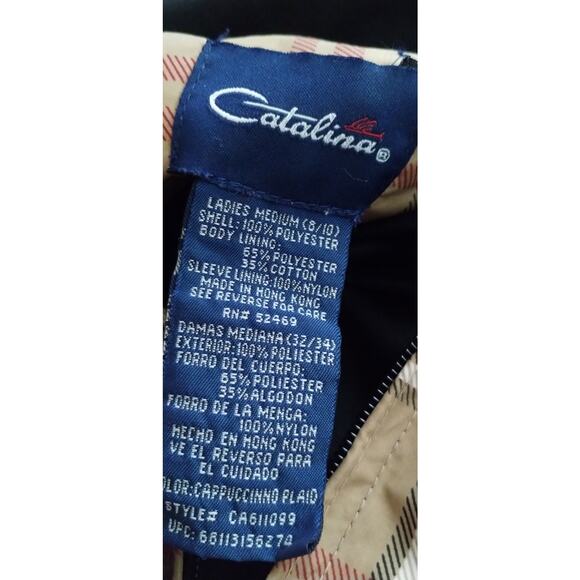 Catalina®
LADIES MEDIUM (8/10)
SHELL: 100% POLYESTER
BODY LINING:
65% POLYESTER
35% COTTON
SLEEVE LINING: 100% NYLON
MADE IN HONG KONG
SEE REVERSE FOR CARE
RN# 52469
DAMAS MEDIANA (32/34)
EXTERIOR: 100% POLIESTER
FORRO DEL CUERPO:
65% POLIESTER
35% ALGODON
FORRO DE LA MENGA:
100% NYLON
HECHO EN HONG KONG
VE EL REVERSO PARA
EL CUIDADO
OLOR: CAPPUCCINNO PLAID
STYLE# CA611099
UPC: 68113156274